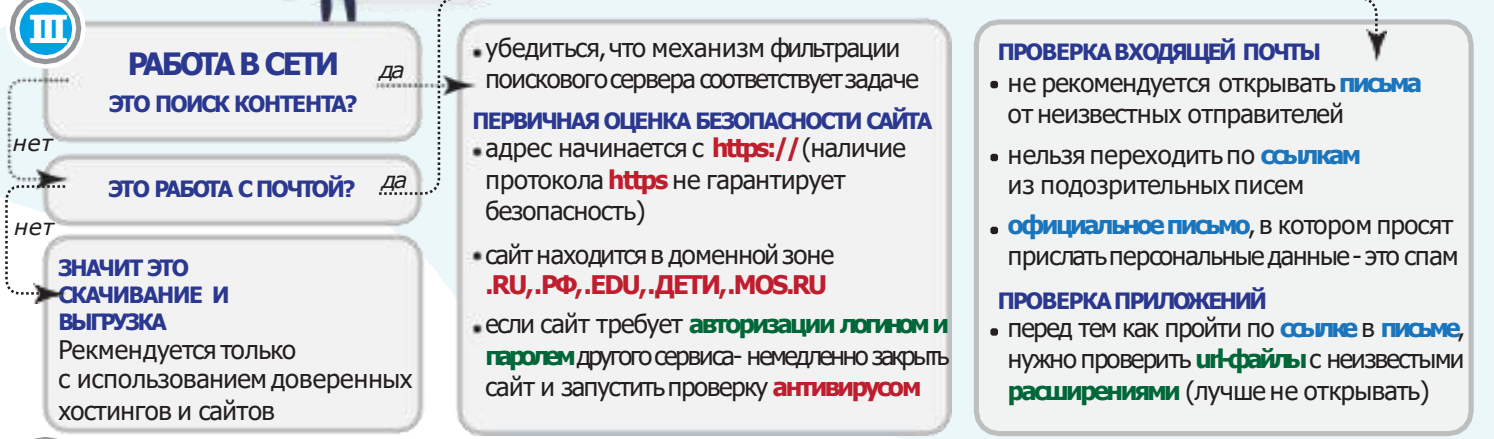 III
РАБОТА В СЕТИ
ЭТО ПОИСК КОНТЕНТА?
да
нет
ЭТО РАБОТА С ПОЧТОЙ?
да
нет
ЗНАЧИТ ЭТО
СКАЧИВАНИЕ И
ВЫГРУЗКА
Рекмендуется только
с использованием доверенных
хостингов и сайтов
• убедиться, что механизм фильтрации
поискового сервера соответствует задаче
ПЕРВИЧНАЯ ОЦЕНКА БЕЗОПАСНОСТИ САЙТА
• адрес начинается с https:// (наличие
протокола https не гарантирует
безопасность)
• сайт находится в доменной зоне
.RU, .РФ, .EDU, .ДЕТИ, .MOS.RU
• если сайт требует авторизации логином и
паролем другого сервиса- немедленно закрыть
сайт и запустить проверку антивирусом
ПРОВЕРКА ВХОДЯЩЕЙ ПОЧТЫ
• не рекомендуется открывать письма
от неизвестных отправителей
• нельзя переходить по ссылкам
из подозрительных писем
• официальное письмо, в котором просят
прислать персональные данные - это спам
ПРОВЕРКА ПРИЛОЖЕНИЙ
• перед тем как пройти по ссылке в письме,
нужно проверить url-файлы с неизвестыми
расширениями (лучше не открывать)